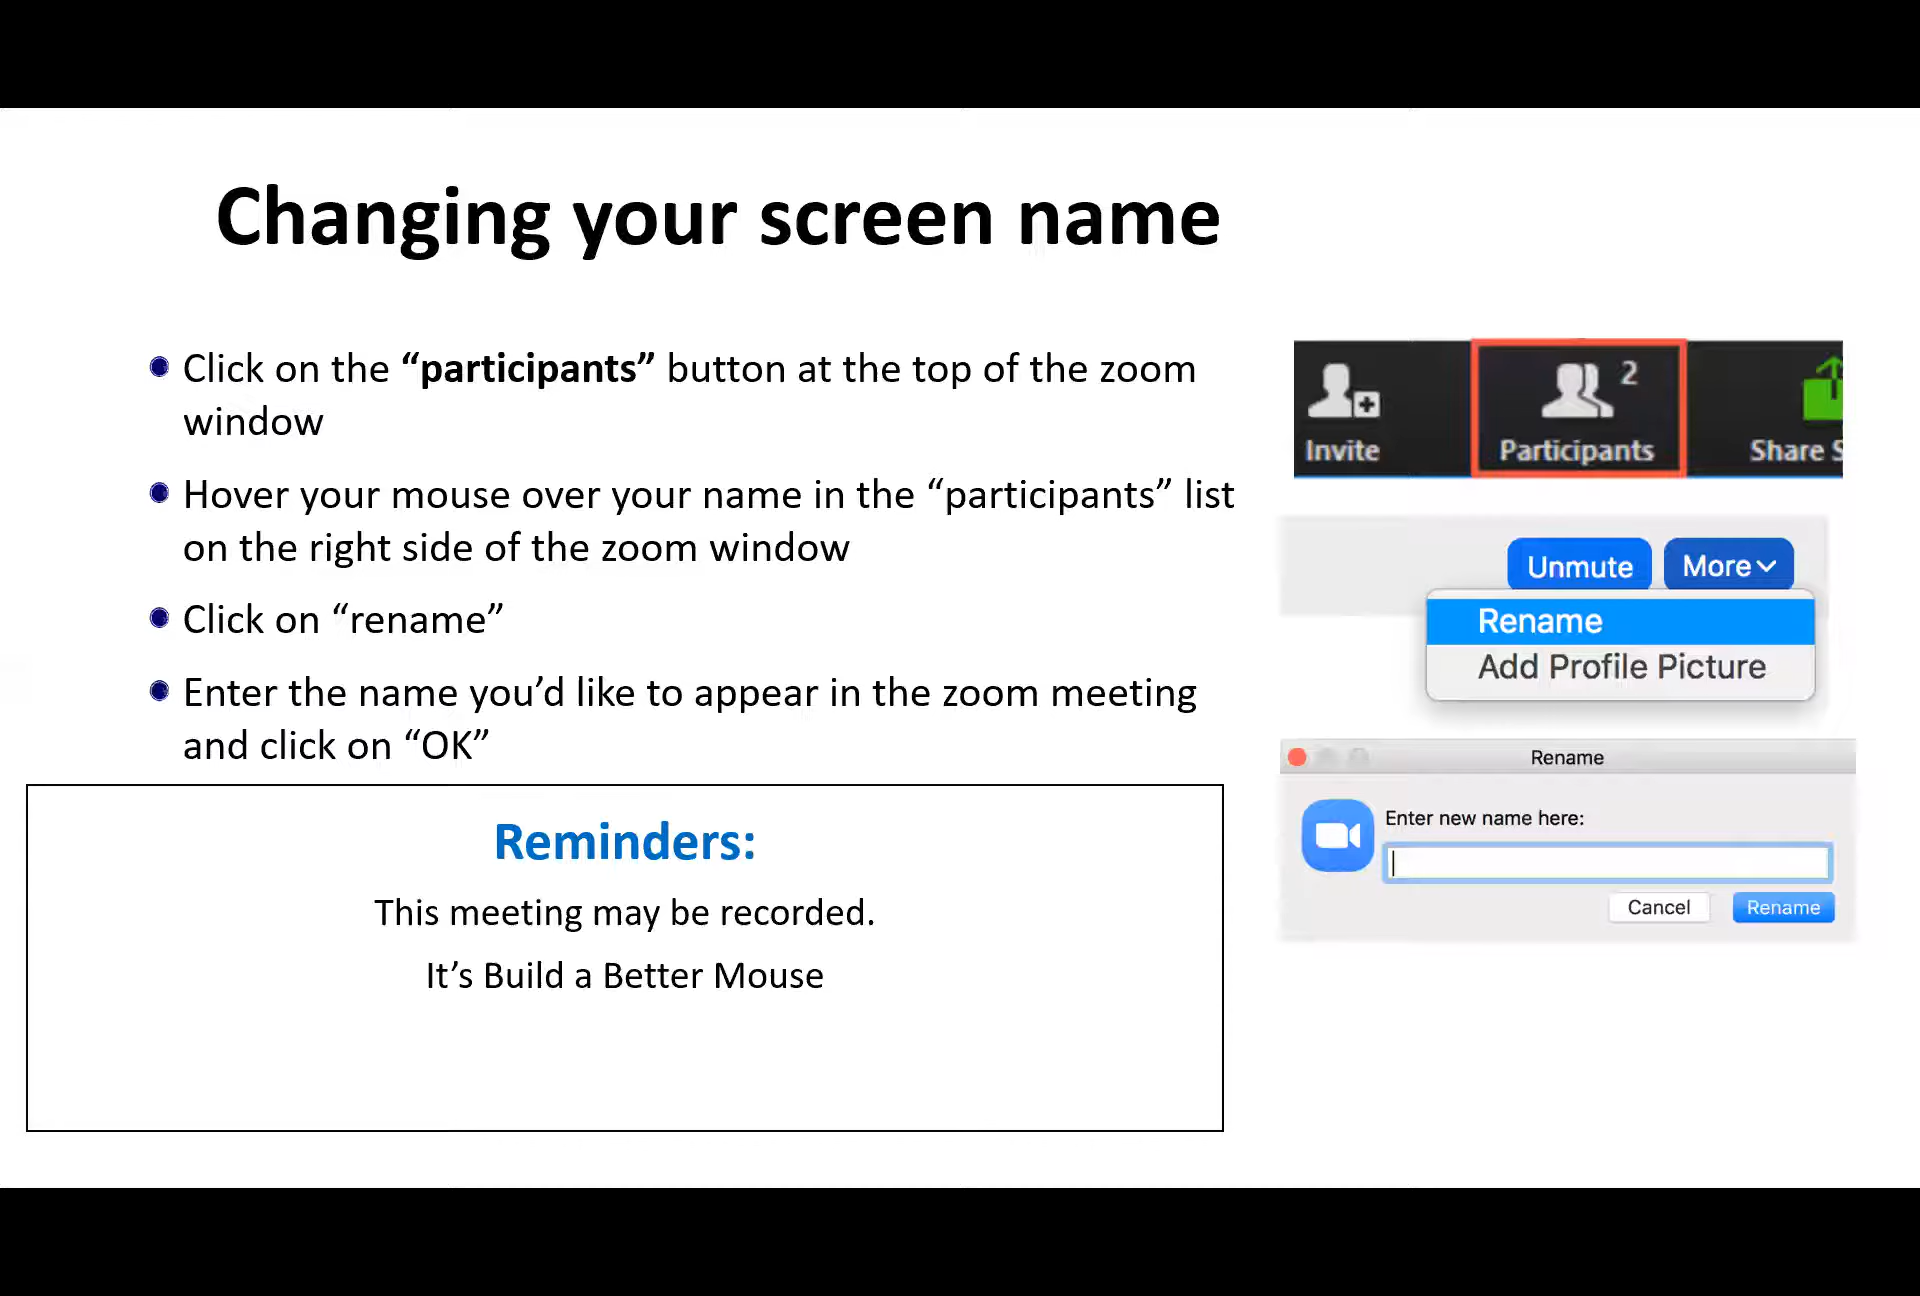 Changing your screen name
Click on the “participants” button at the top of the zoom
window
Hover your mouse over your name in the “participants” list
on the right side of the zoom window
Click on “rename”
Enter the name you’d like to appear in the zoom meeting
and click on “OK”
Reminders:
This meeting may be recorded.
It’s Build a Better Mouse
2
Invite Participants Share S
Unmute More
Rename
Add Profile Picture
Rename
Enter new name here:
Cancel Rename